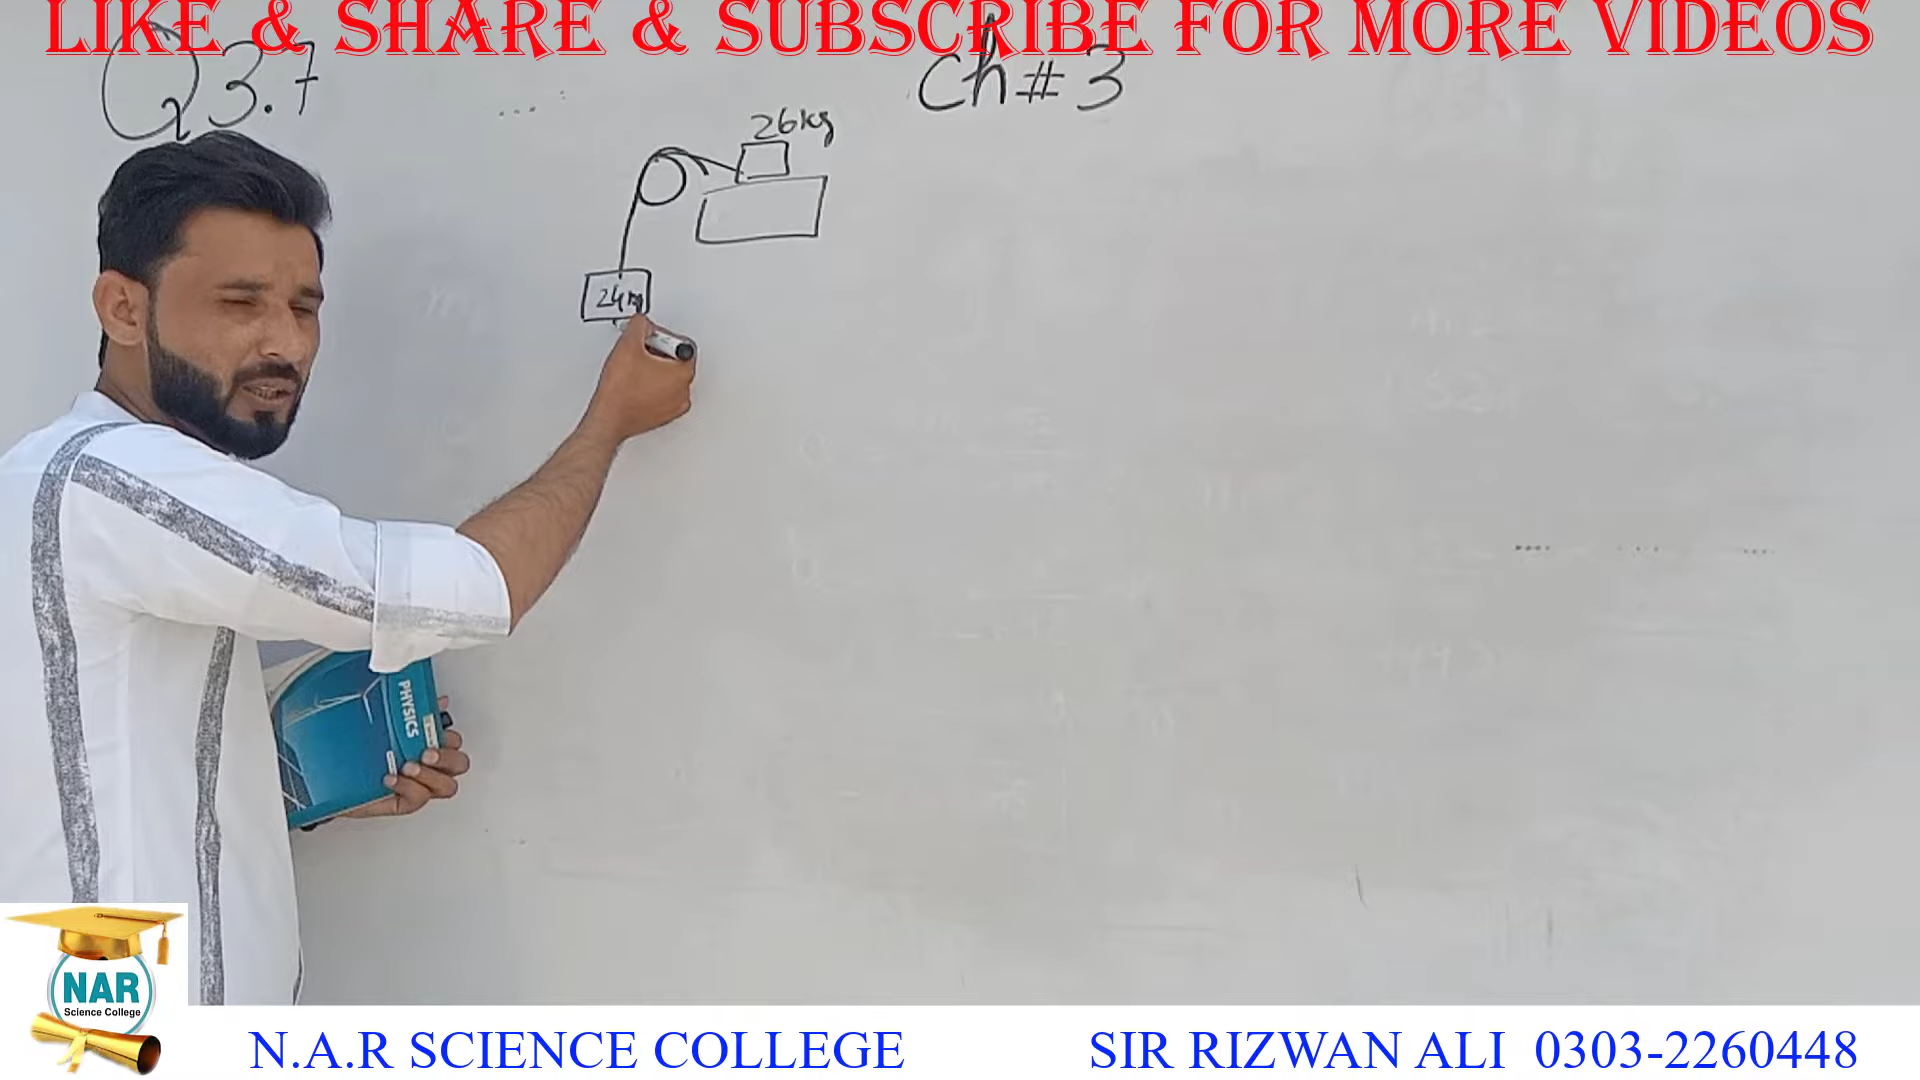 LIKE & SHARE & SUBSCRIBE FOR MORE VIDEOS
Q3.7
Ch#3
26kg
24kg
PHYSICS
NAR
Science College
N.A.R SCIENCE COLLEGE
SIR RIZWAN ALI 0303-2260448